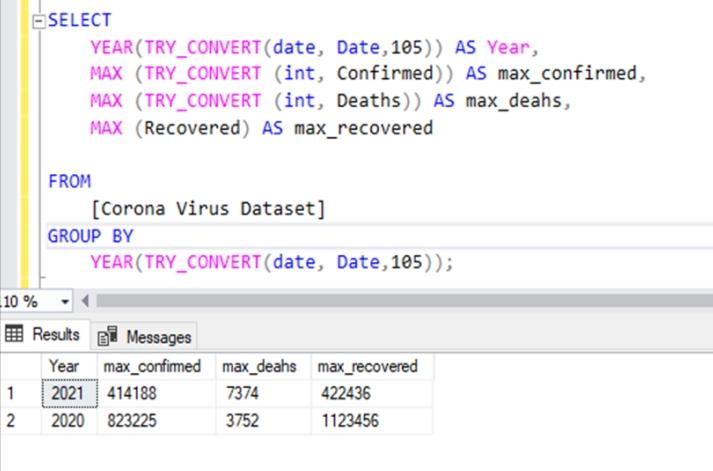 SELECT
YEAR(TRY_CONVERT(date, Date,105)) AS Year,
MAX (TRY_CONVERT (int, Confirmed)) AS max_confirmed,
MAX (TRY_CONVERT (int, Deaths)) AS max_deahs,
MAX (Recovered) AS max_recovered
FROM
[Corona Virus Dataset]
GROUP BY
YEAR(TRY_CONVERT(date, Date,105));
10 %
Results Messages
Year max_confirmed max_deahs max_recovered
1 2021 414188 7374 422436
2 2020 823225 3752 1123456